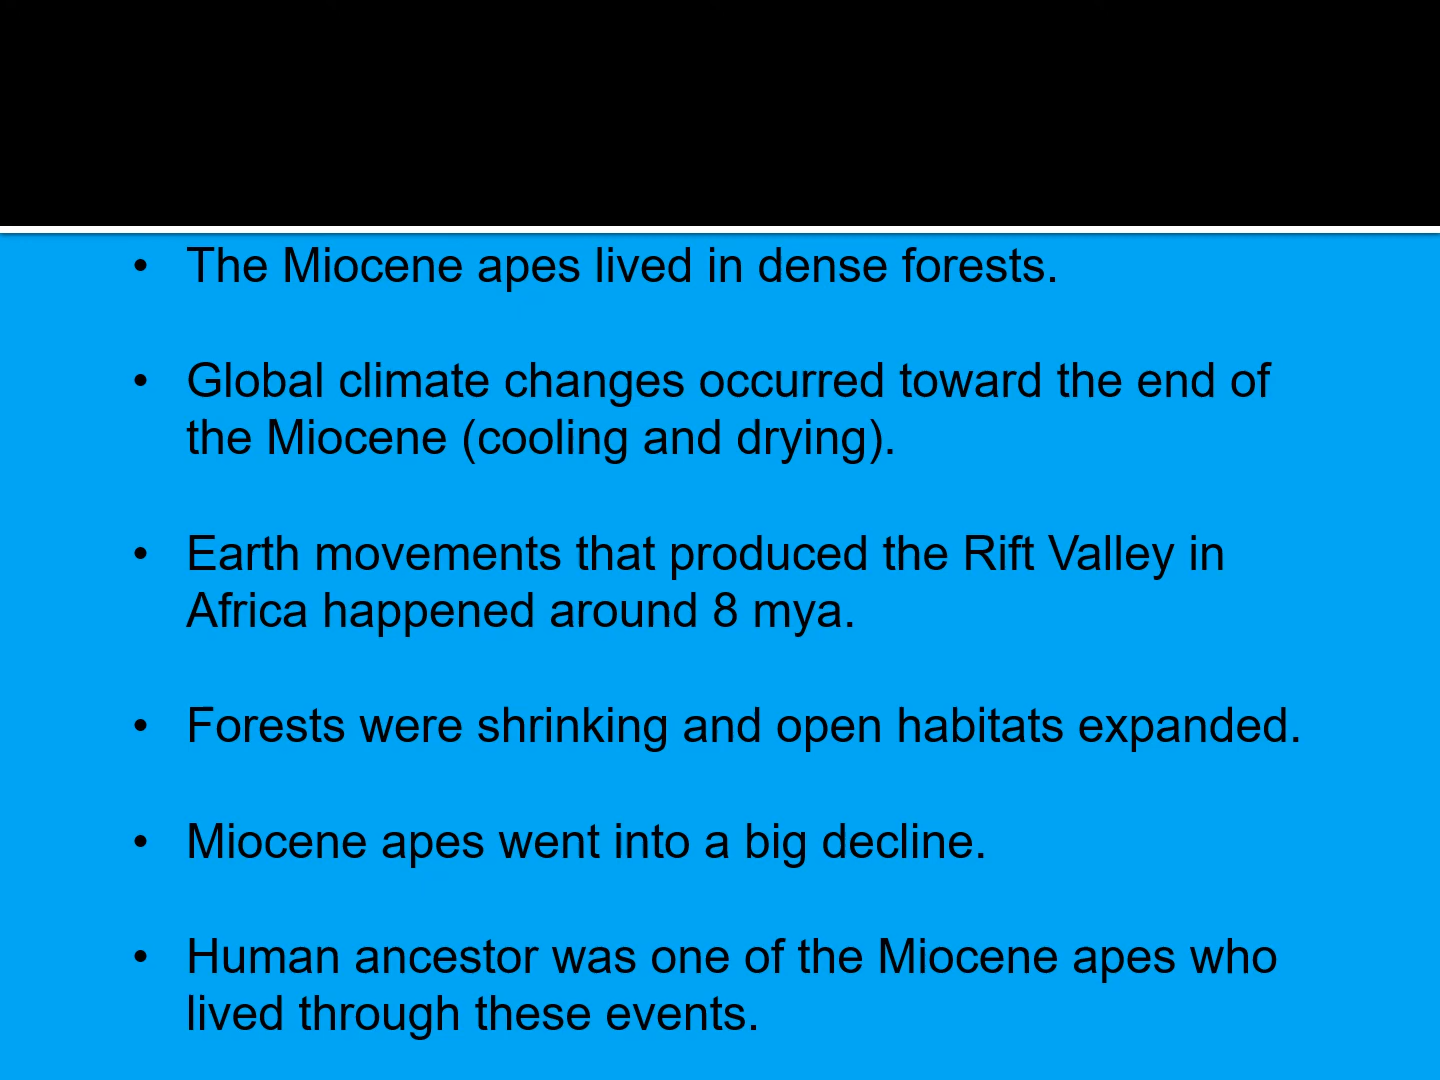 • The Miocene apes lived in dense forests.
• Global climate changes occurred toward the end of
the Miocene (cooling and drying).
• Earth movements that produced the Rift Valley in
Africa happened around 8 mya.
• Forests were shrinking and open habitats expanded.
• Miocene apes went into a big decline.
• Human ancestor was one of the Miocene apes who
lived through these events.